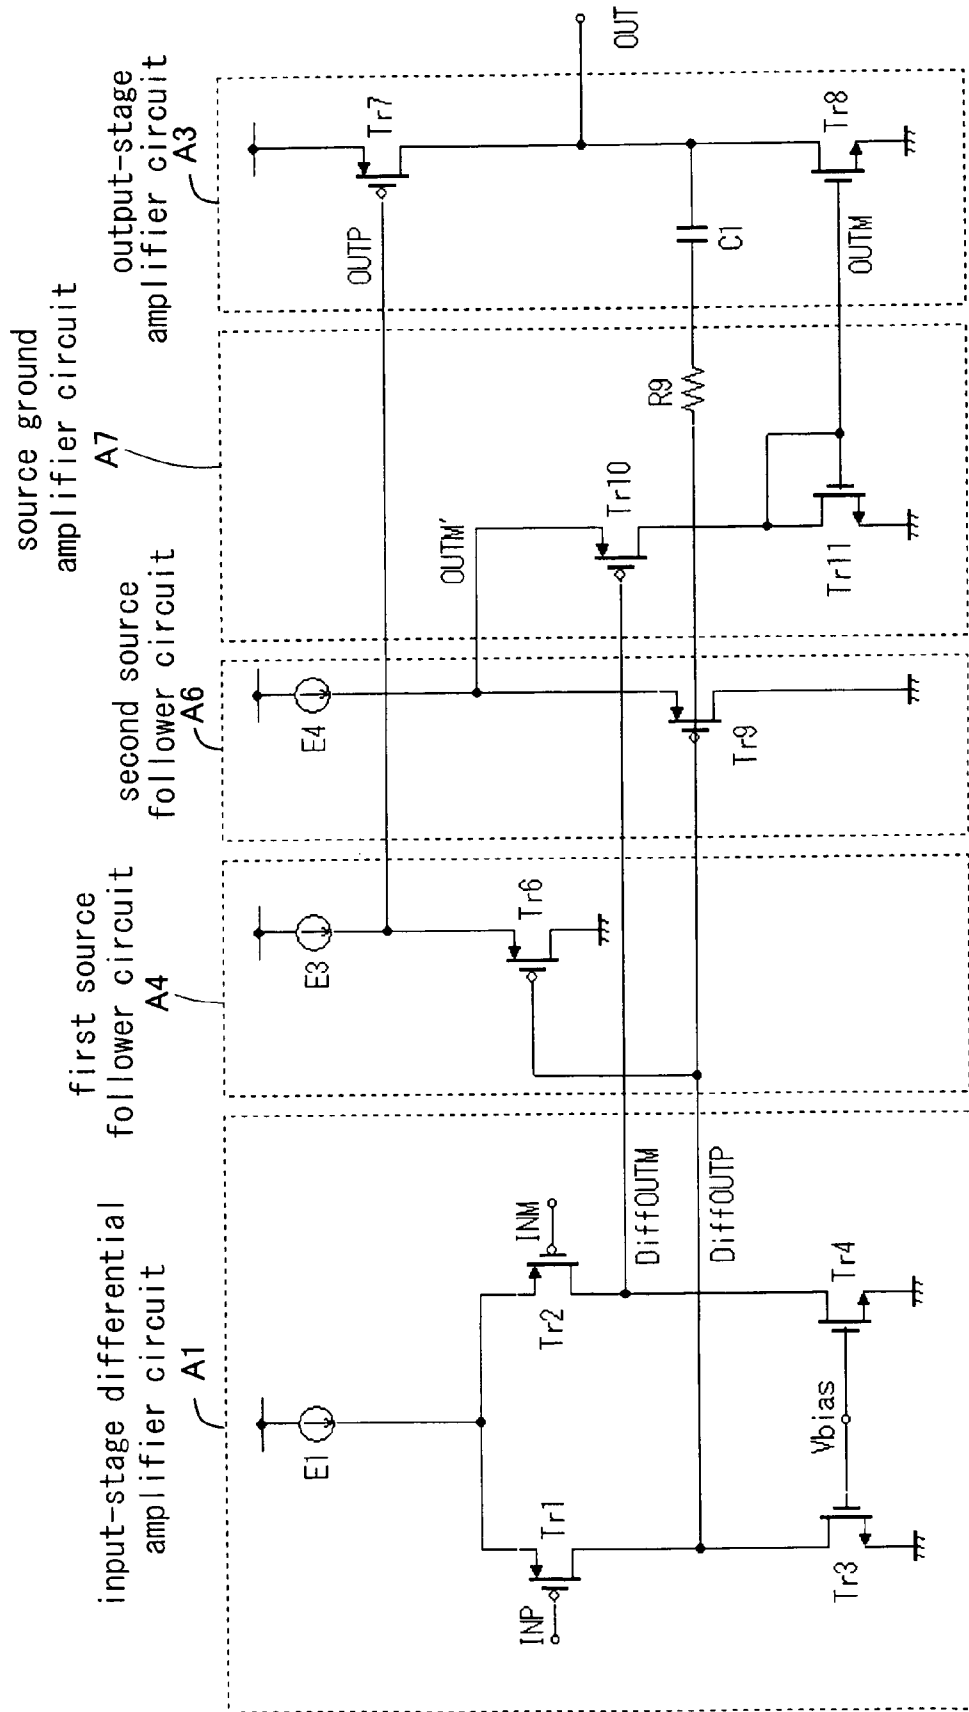 input-stage differential
amplifier circuit
A1
first source
follower circuit
A4
second source
follower circuit
A6
source ground
amplifier circuit
A7
output-stage
amplifier circuit
A3
E1
INP
Tr1
INM
Tr2
DiffOUTM
DiffOUTP
Vbias
Tr3
Tr4
E3
Tr6
E4
Tr9
OUTM'
Tr10
R9
Tr11
OUTP
Tr7
OUT
C1
OUTM
Tr8